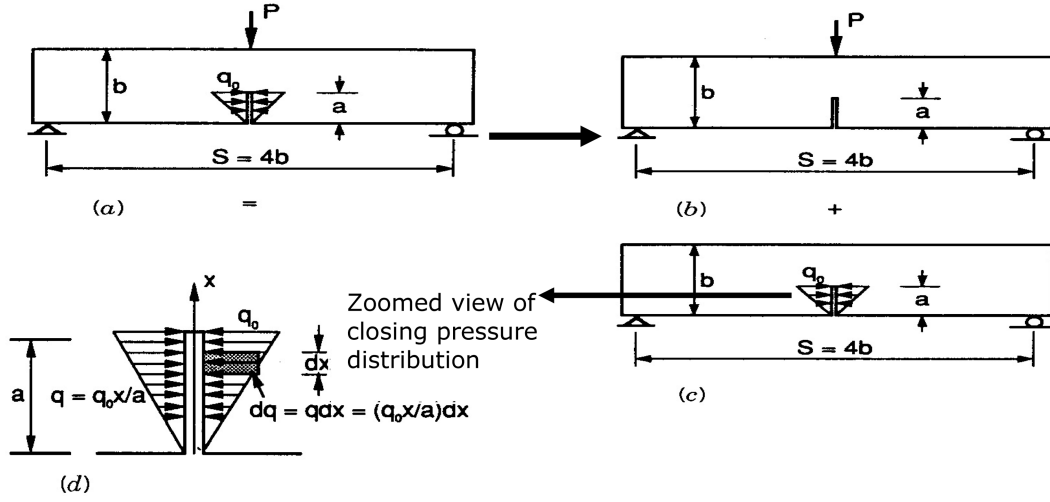 P
b
q₀
a
S = 4b
(a)
=
P
b
a
S = 4b
(b)
+
b
q₀
a
S = 4b
(c)
x
q₀
dx
a
q = q₀x/a
dq = qdx = (q₀x/a)dx
(d)
Zoomed view of
closing pressure
distribution